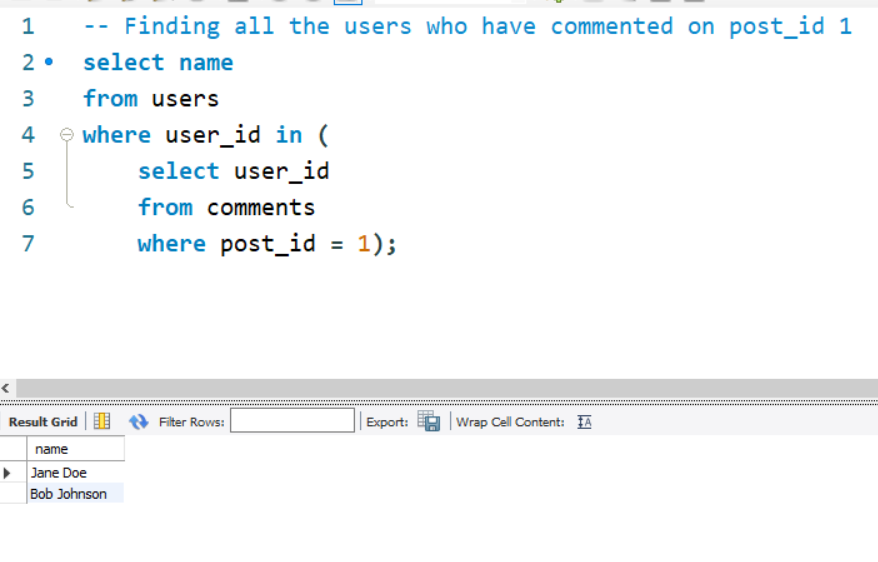 1 -- Finding all the users who have commented on post_id 1
2 select name
3 from users
4 where user_id in (
5 select user_id
6 from comments
7 where post_id = 1);
Result Grid Filter Rows: Export: Wrap Cell Content: IA
name
Jane Doe
Bob Johnson